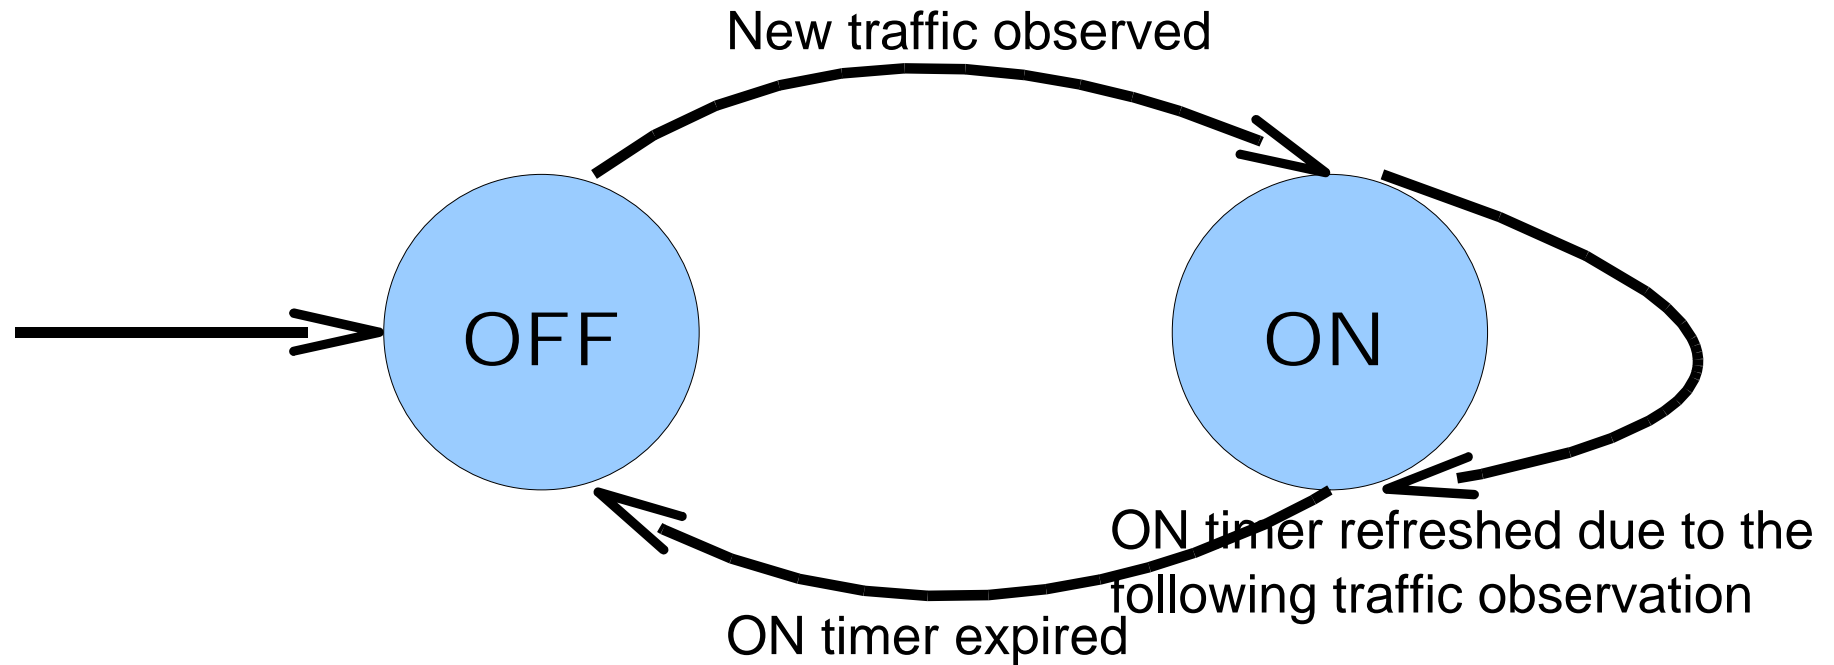 New traffic observed
OFF
ON
ON timer refreshed due to the
following traffic observation
ON timer expired